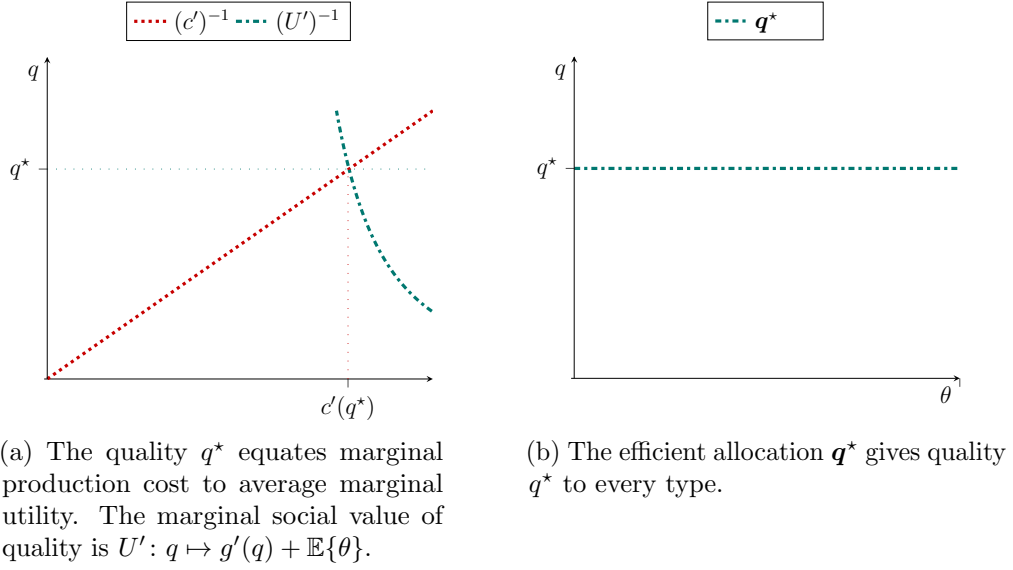 (c′)⁻¹ (U′)⁻¹
q
q⋆
c′(q⋆)
(a) The quality q⋆ equates marginal
production cost to average marginal
utility. The marginal social value of
quality is U′: q ↦ g′(q) + 𝔼{θ}.
q⋆
q
q⋆
θ
(b) The efficient allocation q⋆ gives quality
q⋆ to every type.